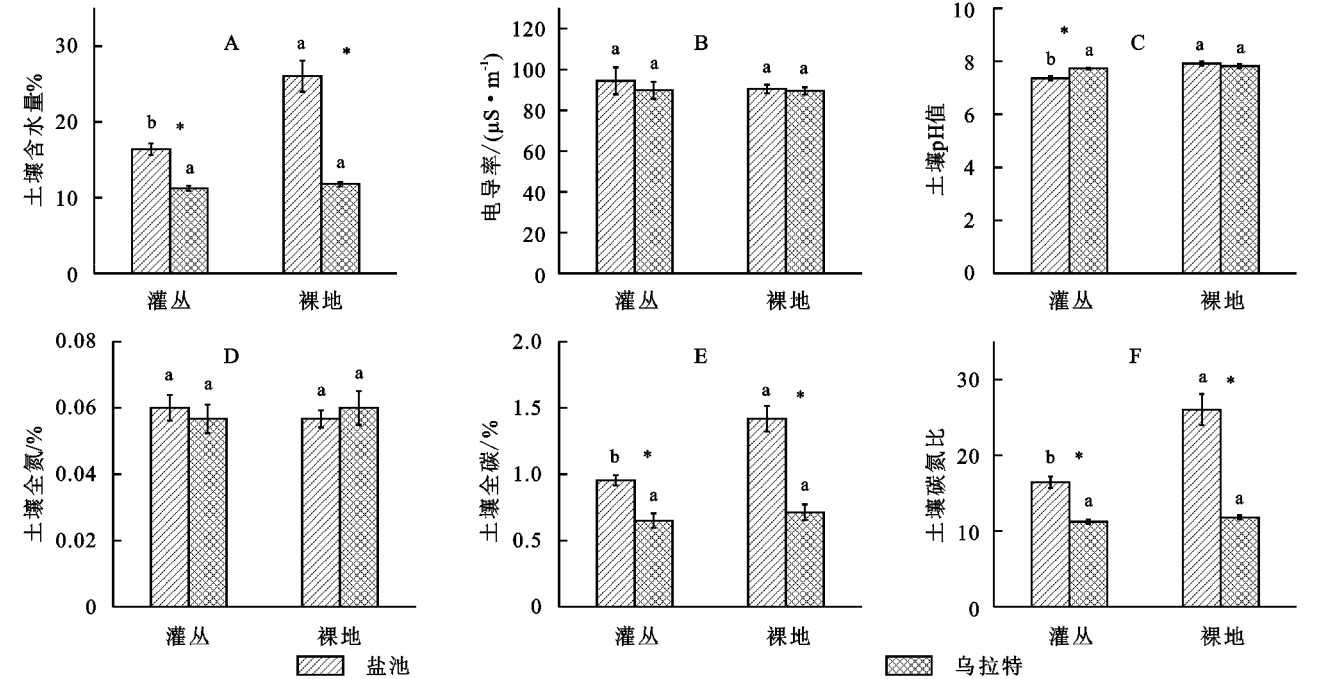 A
土壤含水量%
30
20
10
0
b
*
a
a
*
a
灌丛
裸地
B
电导率/(μS·m⁻¹)
120
100
80
60
40
20
0
a
a
a
a
灌丛
裸地
C
土壤pH值
10
8
6
4
2
0
*
b
a
a
a
灌丛
裸地
D
土壤全氮/%
0.08
0.06
0.04
0.02
0
a
a
a
a
灌丛
裸地
E
土壤全碳/%
2.0
1.5
1.0
0.5
0
b
*
a
a
*
a
灌丛
裸地
F
土壤碳氮比
30
20
10
0
b
*
a
a
*
a
灌丛
裸地
盐池
乌拉特